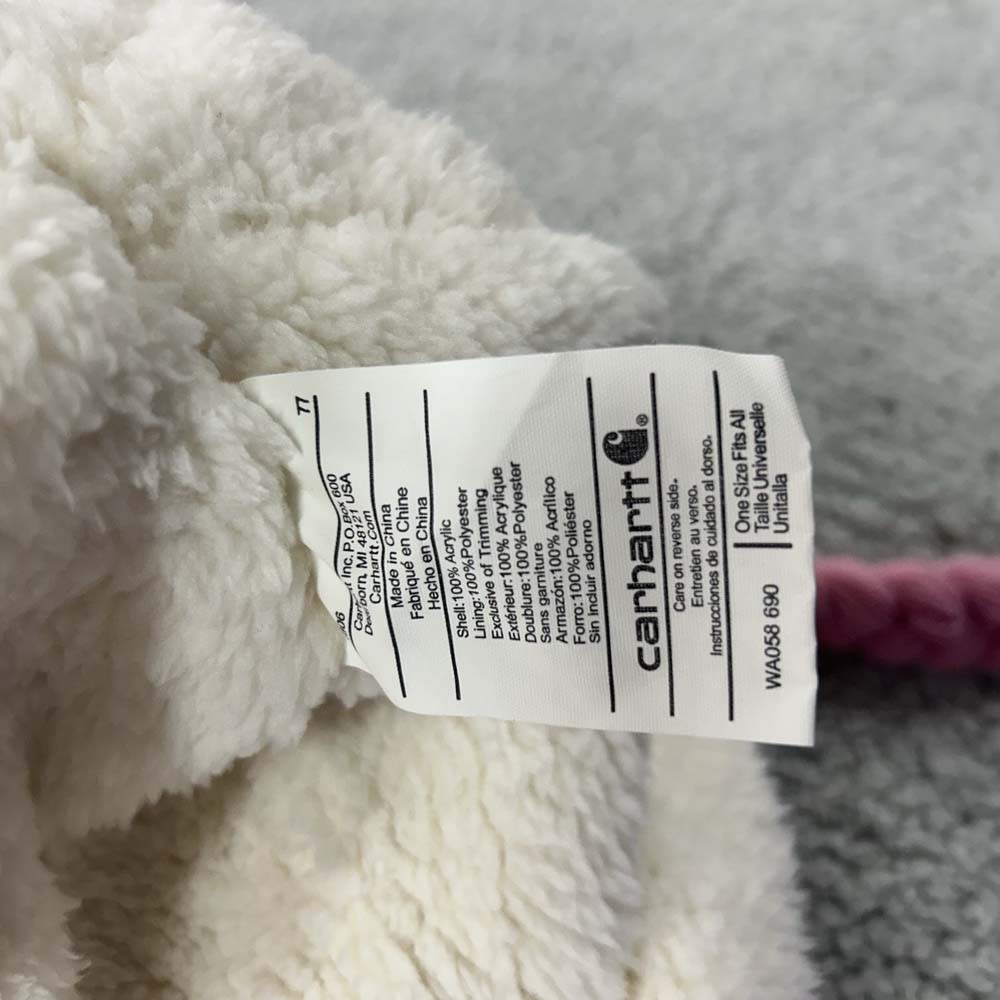 WA058 690
One Size Fits All
Taille Universelle
Unitalla
Care on reverse side.
Entretien au verso.
Instrucciones de cuidado al dorso.
carhartt®
Shell:100% Acrylic
Lining:100%Polyester
Exclusive of Trimming
Extérieur:100% Acrylique
Doublure:100%Polyester
Sans garniture
Armazón:100% Acrílico
Forro:100%Poliéster
Sin Incluir adorno
Made in China
Fabriqué en Chine
Hecho en China
Inc, P.O. Box 600
MI 48121 USA
Carhartt.com
77